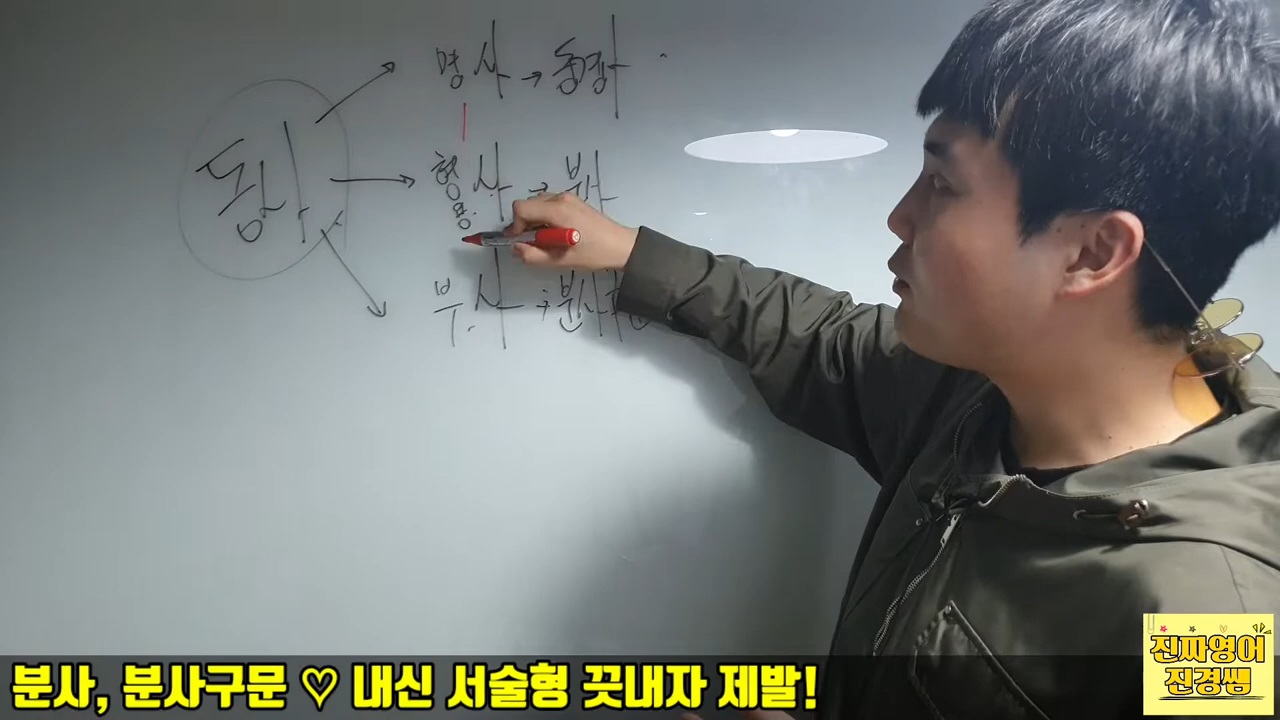 동사
명사 → 동명사
형용사 → 분사
부사 → 분사구문
분사, 분사구문 ♡ 내신 서술형 끗내자 제발!
진짜영어
진경쌤